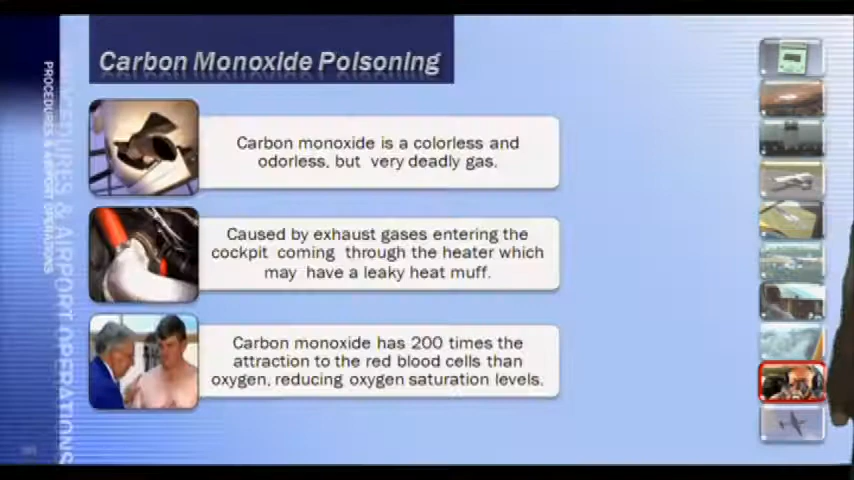 Carbon Monoxide Poisoning
PROCEDURES & AIRPORT OPERATIONS
Carbon monoxide is a colorless and
odorless, but very deadly gas.
Caused by exhaust gases entering the
cockpit coming through the heater which
may have a leaky heat muff.
Carbon monoxide has 200 times the
attraction to the red blood cells than
oxygen, reducing oxygen saturation levels.